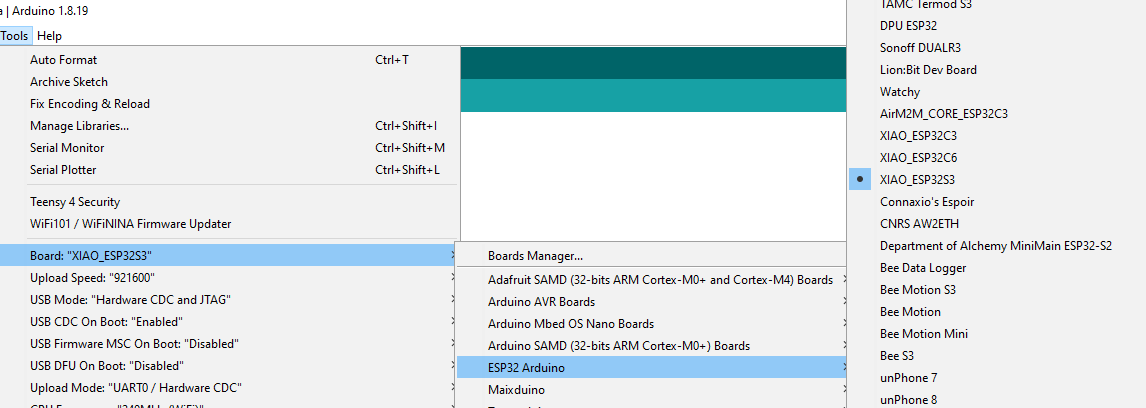 a | Arduino 1.8.19
Tools Help
Auto Format Ctrl+T
Archive Sketch
Fix Encoding & Reload
Manage Libraries... Ctrl+Shift+I
Serial Monitor Ctrl+Shift+M
Serial Plotter Ctrl+Shift+L
Teensy 4 Security
WiFi101 / WiFiNINA Firmware Updater
Board: "XIAO_ESP32S3"
Upload Speed: "921600"
USB Mode: "Hardware CDC and JTAG"
USB CDC On Boot: "Enabled"
USB Firmware MSC On Boot: "Disabled"
USB DFU On Boot: "Disabled"
Upload Mode: "UART0 / Hardware CDC"
Boards Manager...
Adafruit SAMD (32-bits ARM Cortex-M0+ and Cortex-M4) Boards
Arduino AVR Boards
Arduino Mbed OS Nano Boards
Arduino SAMD (32-bits ARM Cortex-M0+) Boards
ESP32 Arduino
Maixduino
TAMC Termod S3
DPU ESP32
Sonoff DUALR3
Lion:Bit Dev Board
Watchy
AirM2M_CORE_ESP32C3
XIAO_ESP32C3
XIAO_ESP32C6
XIAO_ESP32S3
Connaxio's Espoir
CNRS AW2ETH
Department of Alchemy MiniMain ESP32-S2
Bee Data Logger
Bee Motion S3
Bee Motion
Bee Motion Mini
Bee S3
unPhone 7
unPhone 8